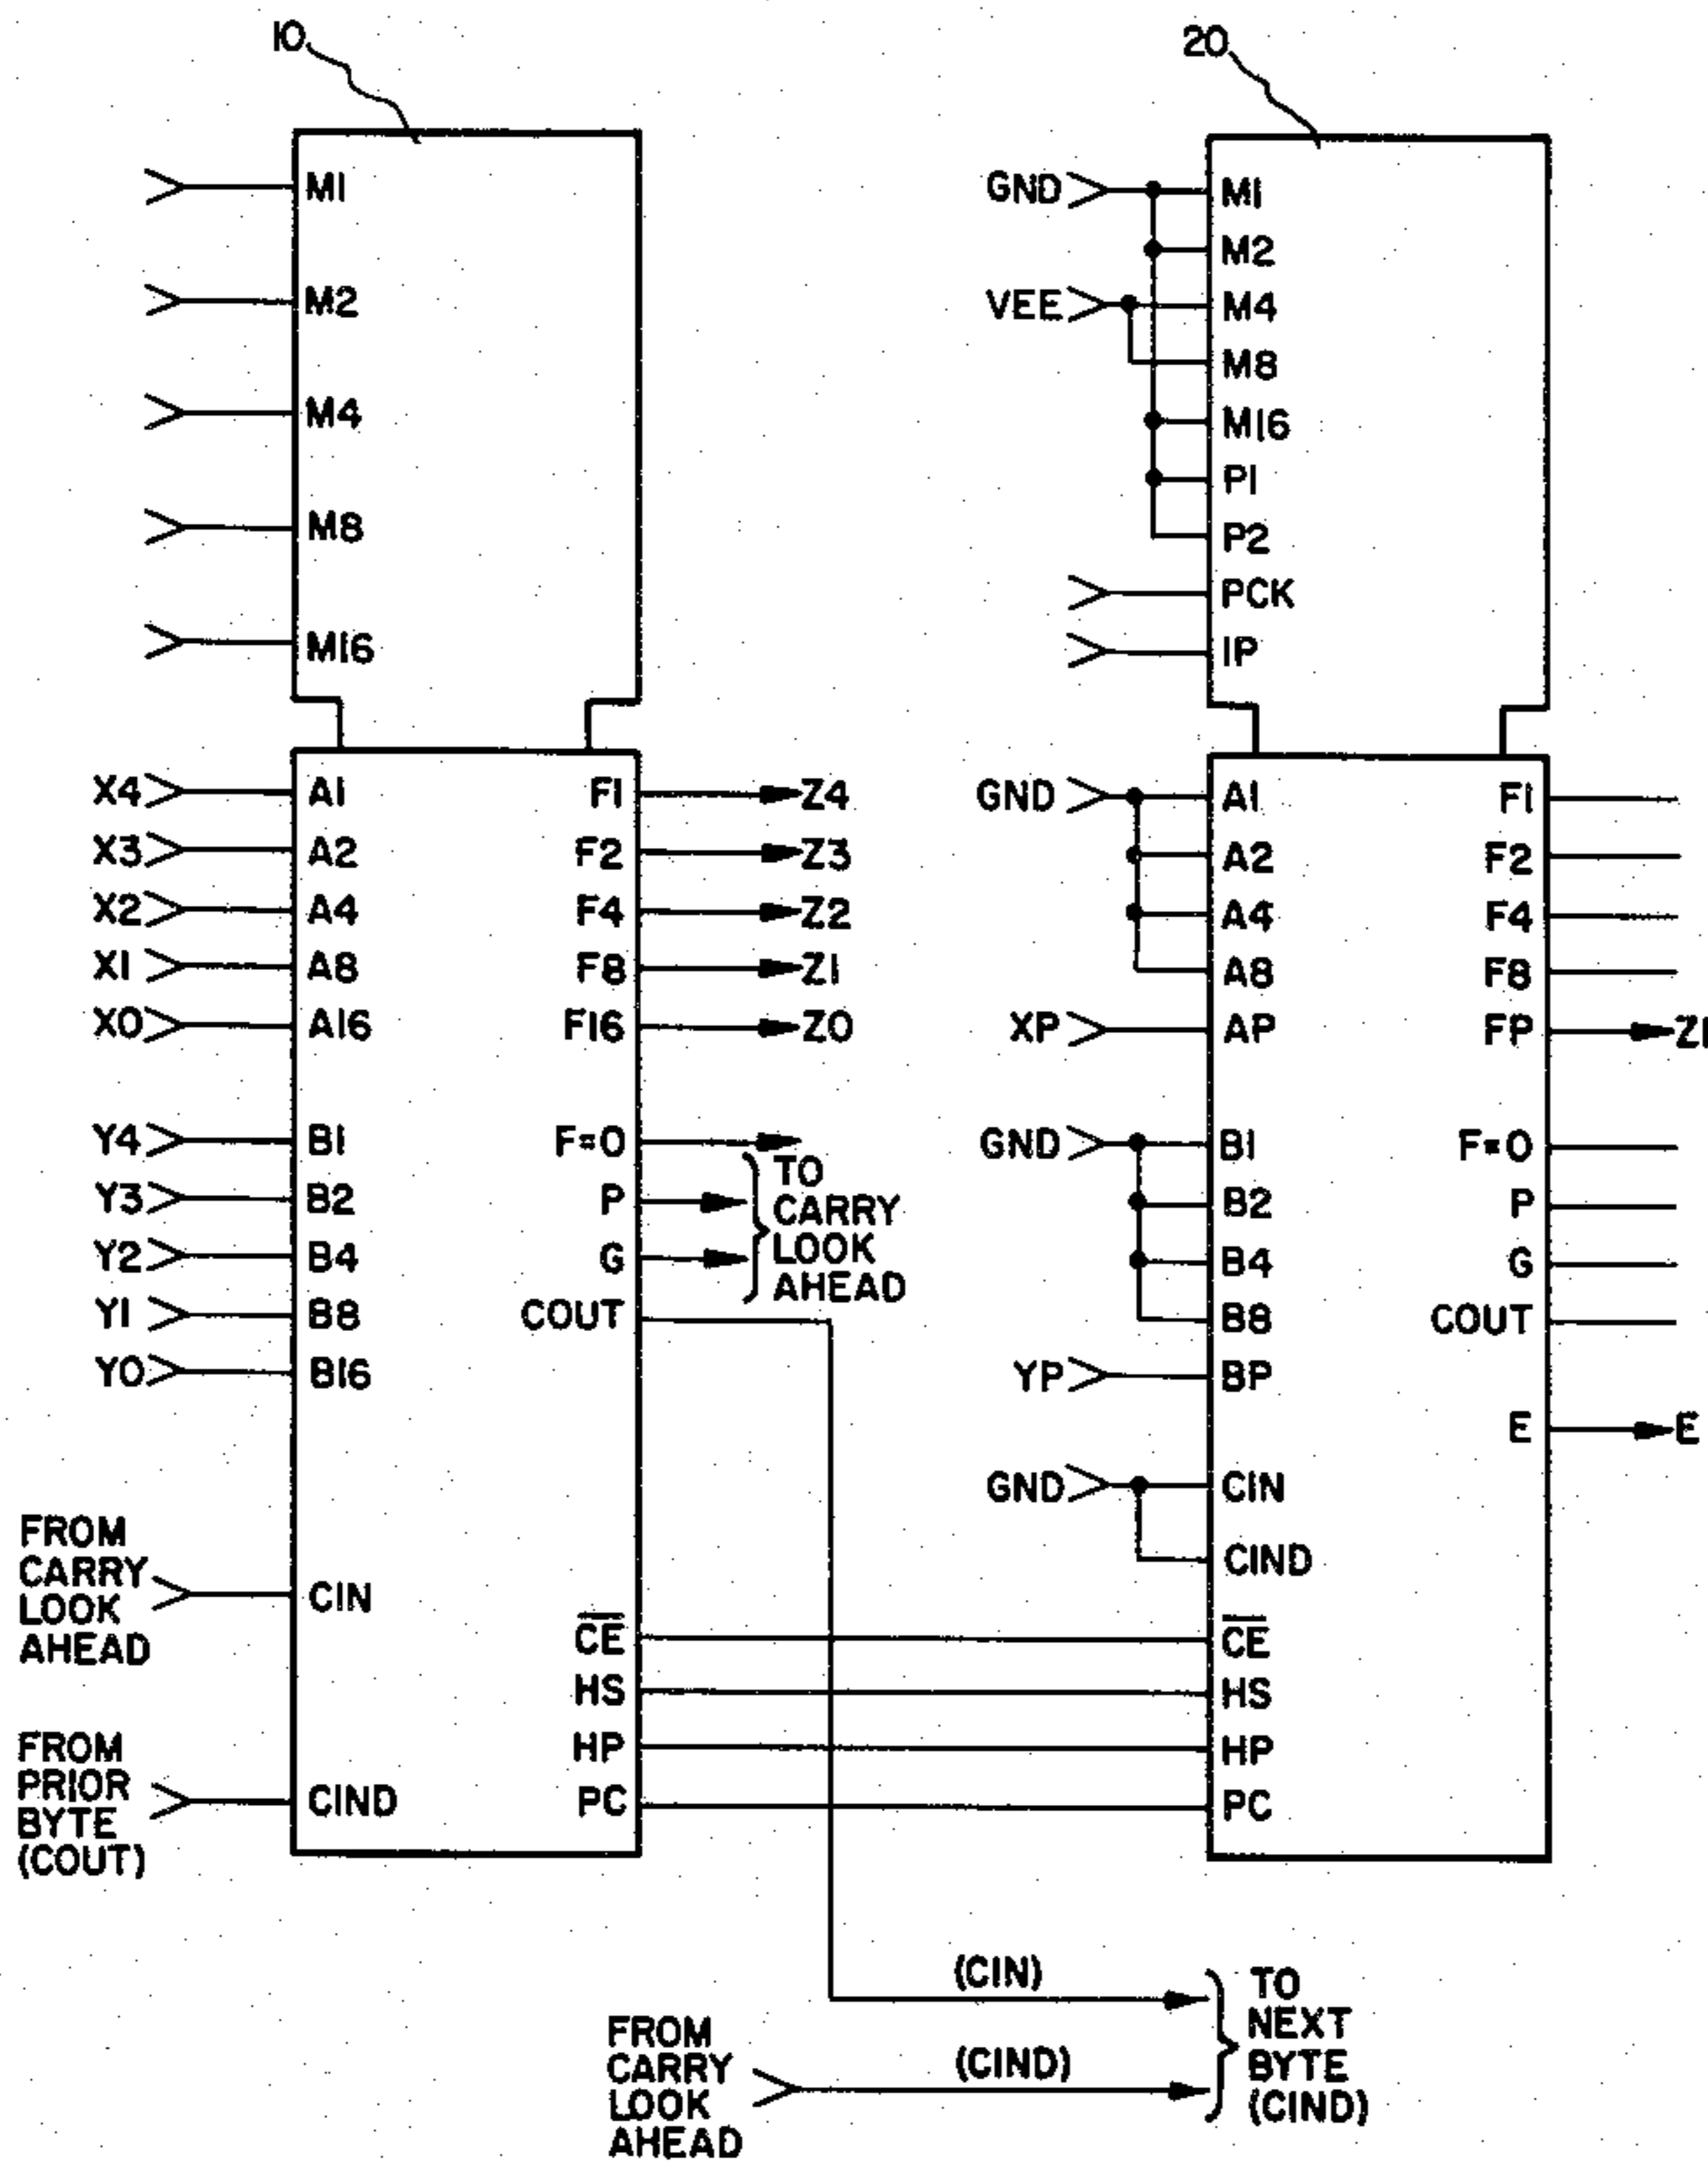 10
M1
M2
M4
M8
M16
X4 A1 F1 Z4
X3 A2 F2 Z3
X2 A4 F4 Z2
X1 A8 F8 Z1
X0 A16 F16 Z0
Y4 B1 F=0
Y3 B2 P
Y2 B4 G
TO
CARRY
LOOK
AHEAD
Y1 B8 COUT
Y0 B16
FROM
CARRY
LOOK
AHEAD
CIN
CE
HS
HP
FROM
PRIOR
BYTE
(COUT)
CIND PC
20
GND M1
M2
VEE M4
M8
M16
P1
P2
PCK
IP
GND A1 F1
A2 F2
A4 F4
A8 F8
XP AP FP
GND B1 F=0
B2 P
B4 G
B8 COUT
YP BP
E E
GND CIN
CIND
CE
HS
HP
PC
(CIN)
FROM
CARRY
LOOK
AHEAD
(CIND)
TO
NEXT
BYTE
(CIND)